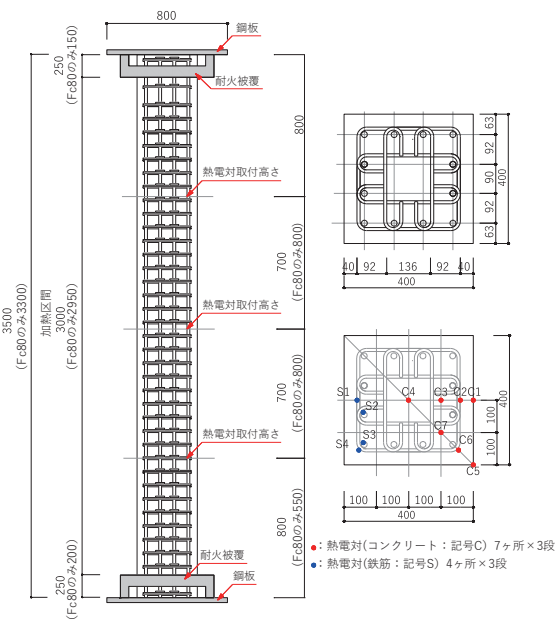 800
鋼板
250
(Fc80のみ150)
耐火被覆
800
熱電対取付高さ
700
(Fc80のみ800)
3500
(Fc80のみ3300)
加熱区間
3000
(Fc80のみ2950)
熱電対取付高さ
700
(Fc80のみ800)
熱電対取付高さ
800
(Fc80のみ550)
耐火被覆
鋼板
250
(Fc80のみ200)
63
92
90
92
63
400
40
92
136
92
40
400
S1
S2
S3
S4
C4
C3
C2
C1
C7
C6
C5
100
100
400
100
100
100
100
400
●：熱電対(コンクリート：記号C) 7ヶ所×3段
●：熱電対(鉄筋：記号S) 4ヶ所×3段